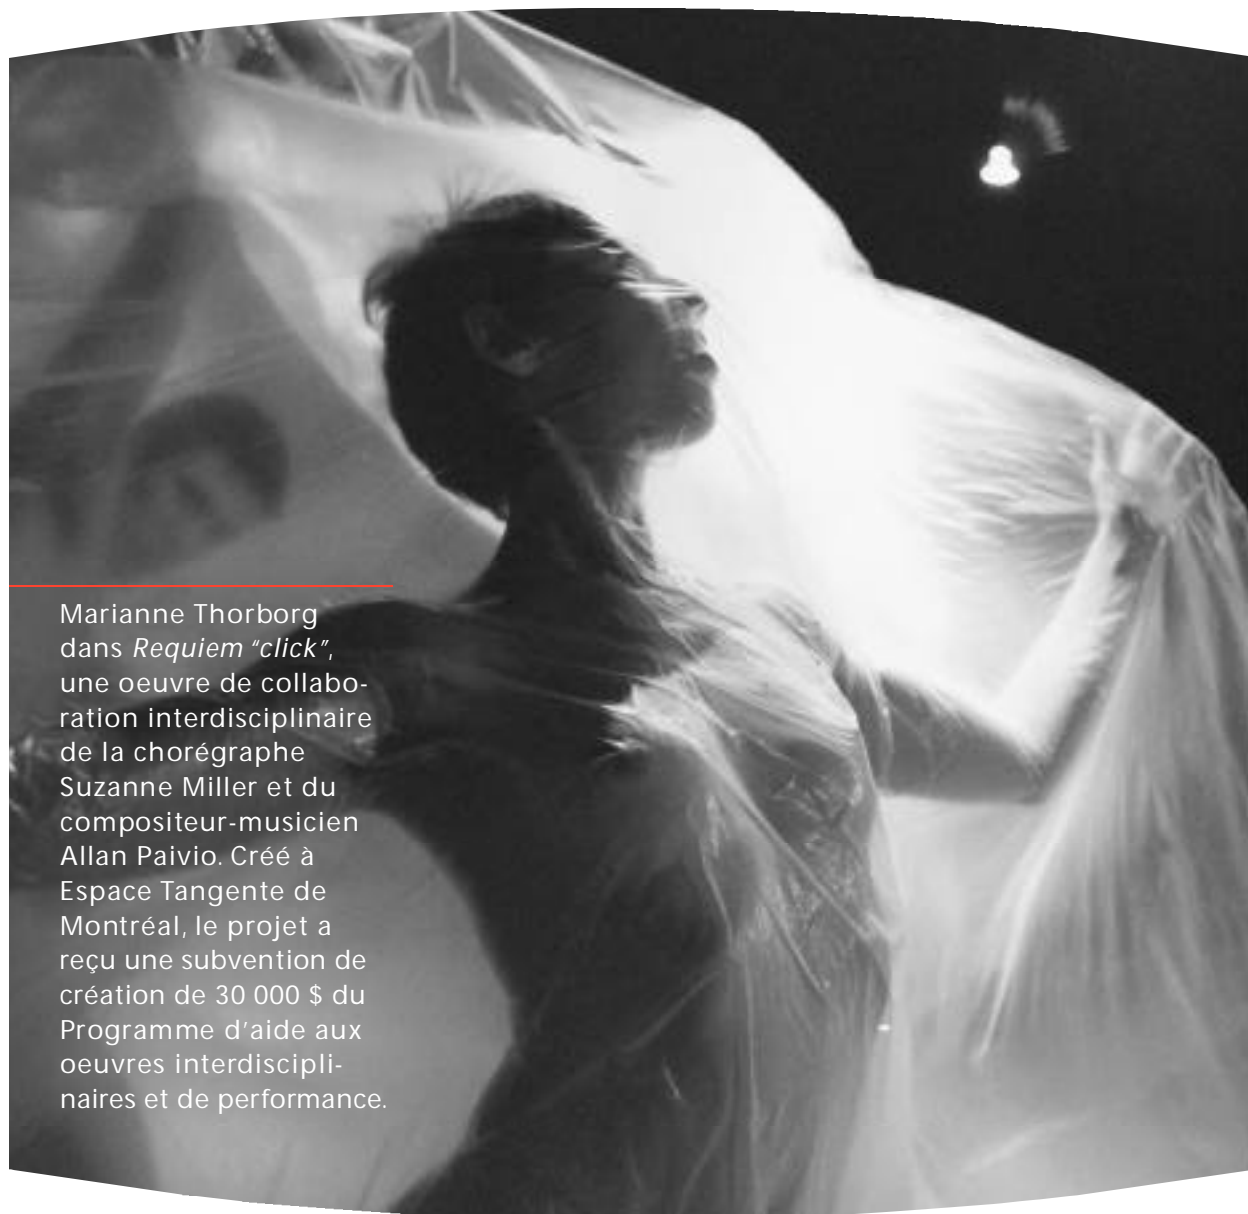 Marianne Thorborg
dans Requiem “click”,
une oeuvre de collabo-
ration interdisciplinaire
de la chorégraphe
Suzanne Miller et du
compositeur-musicien
Allan Paivio. Créé à
Espace Tangente de
Montréal, le projet a
reçu une subvention de
création de 30 000 $ du
Programme d’aide aux
oeuvres interdiscipli-
naires et de performance.